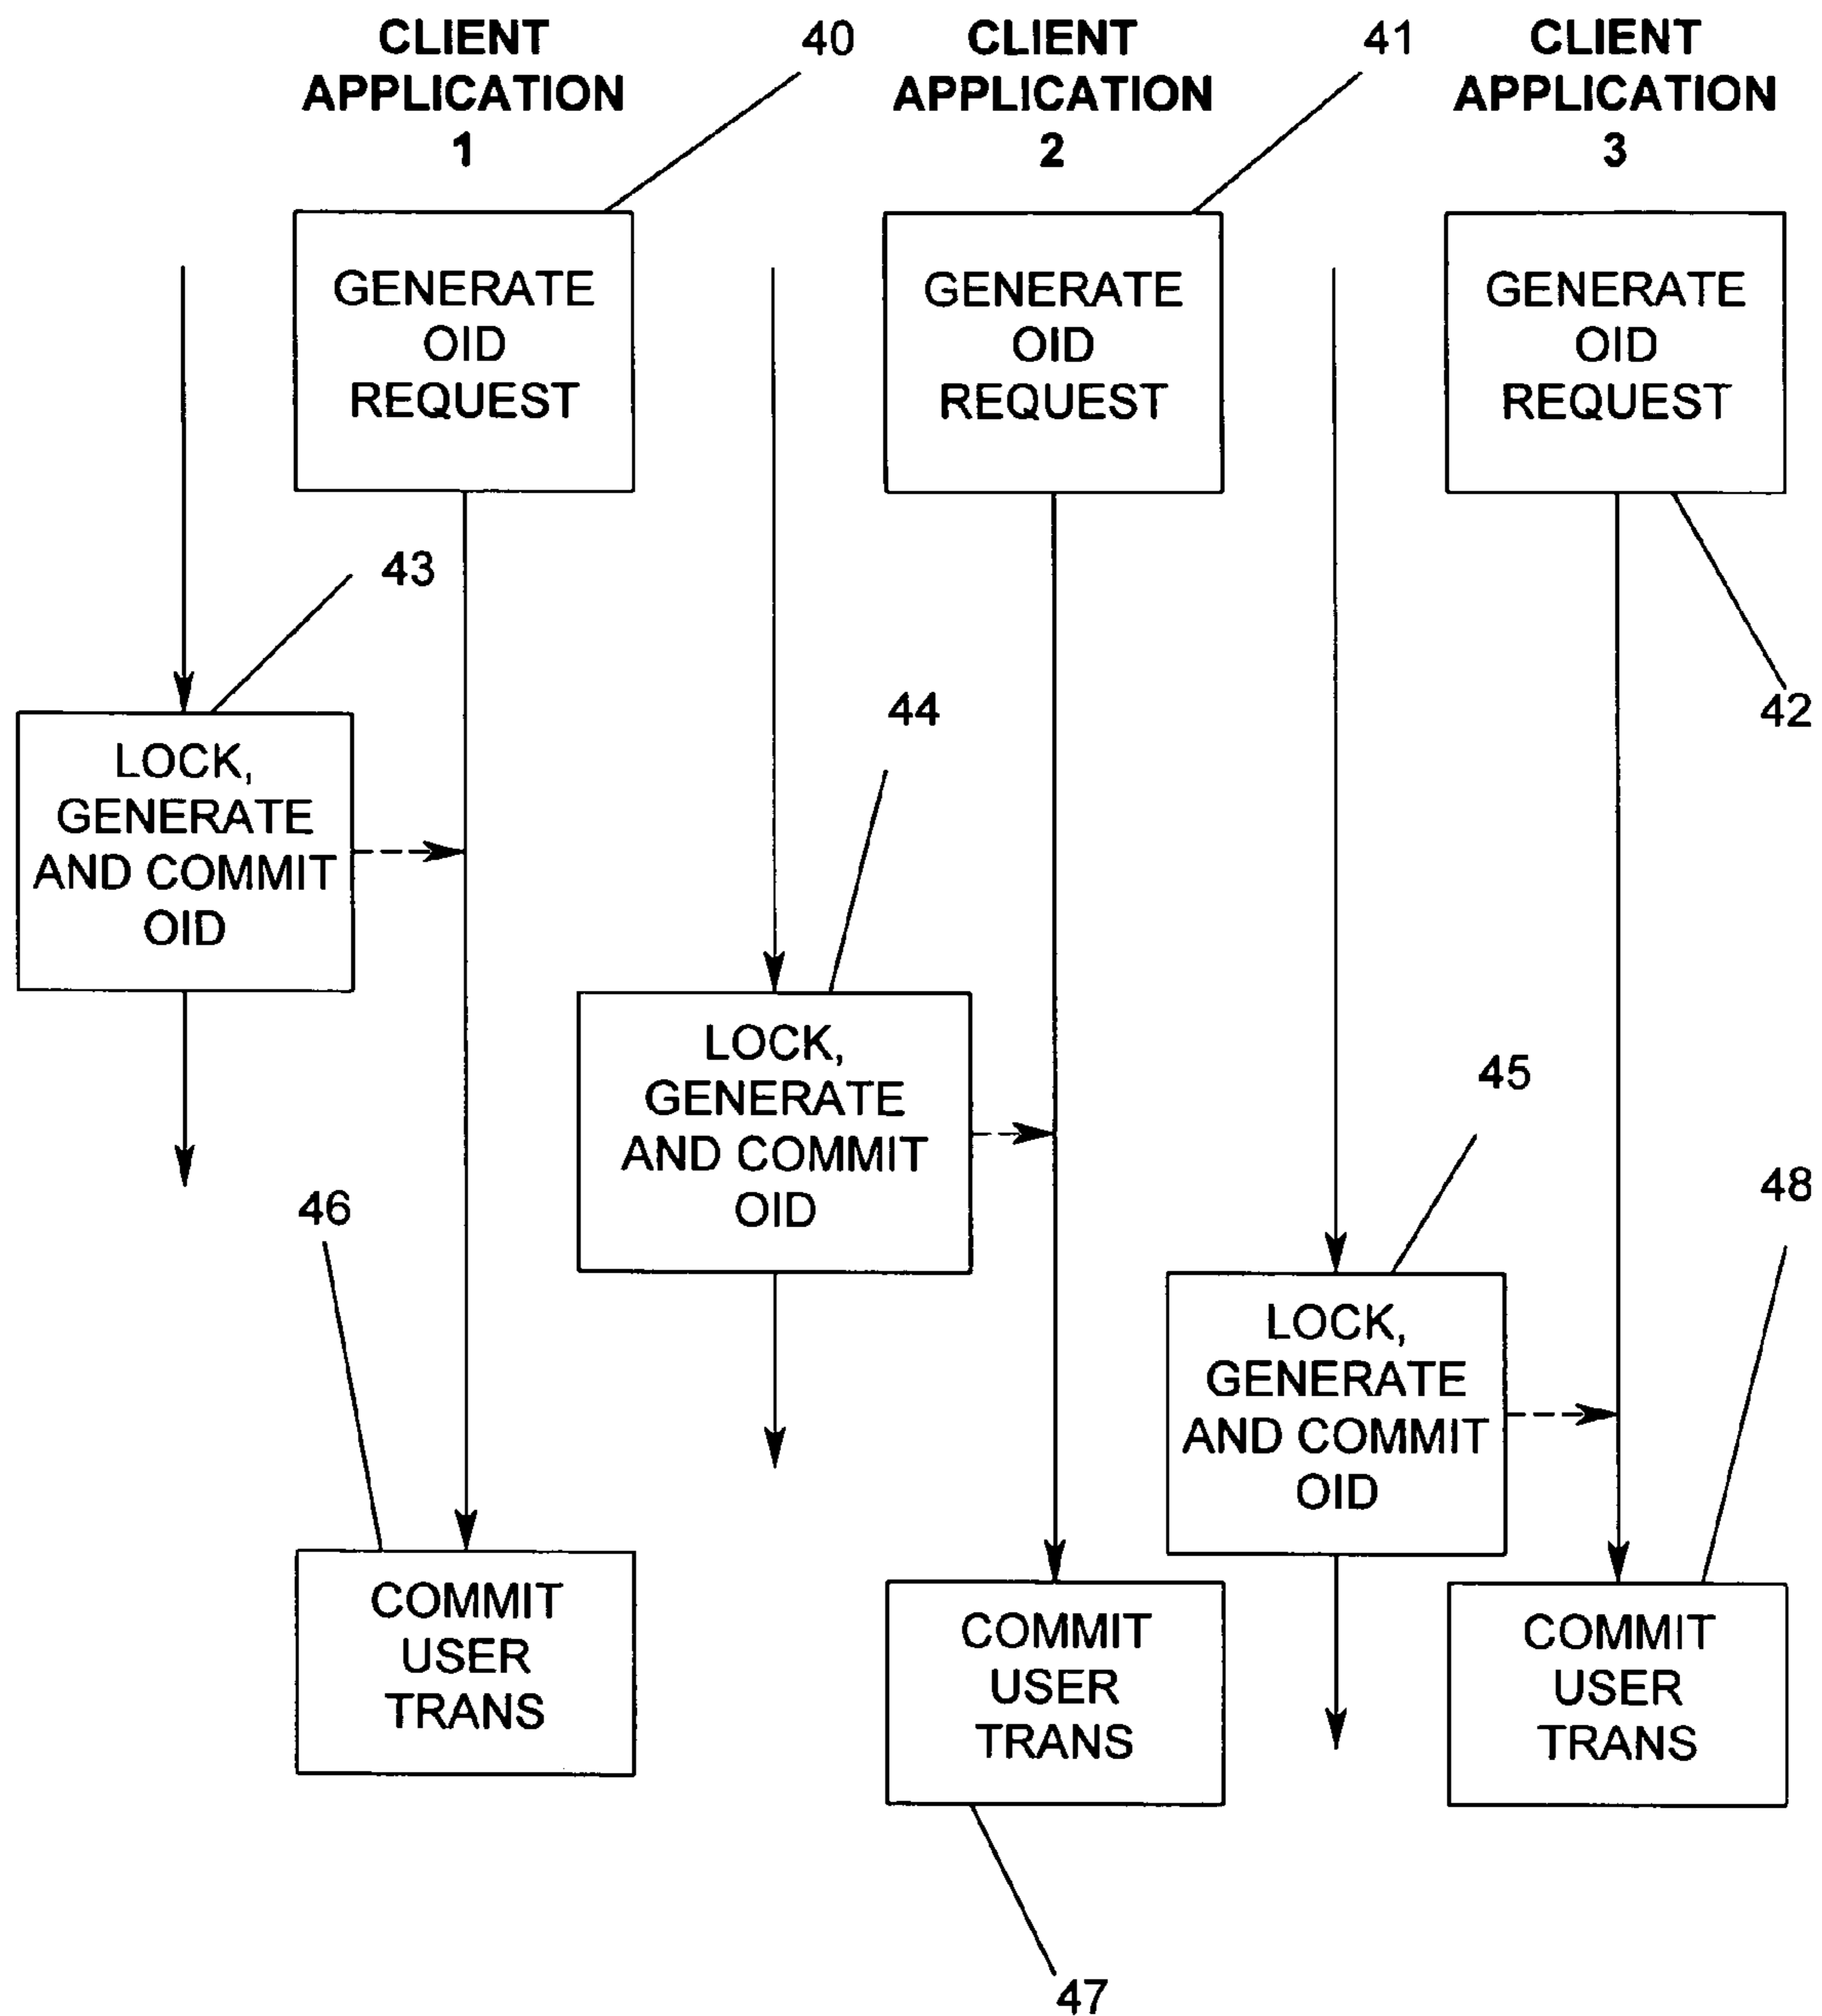 CLIENT
APPLICATION
1
40
CLIENT
APPLICATION
2
41
CLIENT
APPLICATION
3
GENERATE
OID
REQUEST
GENERATE
OID
REQUEST
GENERATE
OID
REQUEST
43
42
LOCK,
GENERATE
AND COMMIT
OID
44
LOCK,
GENERATE
AND COMMIT
OID
45
46
48
LOCK,
GENERATE
AND COMMIT
OID
COMMIT
USER
TRANS
COMMIT
USER
TRANS
COMMIT
USER
TRANS
47